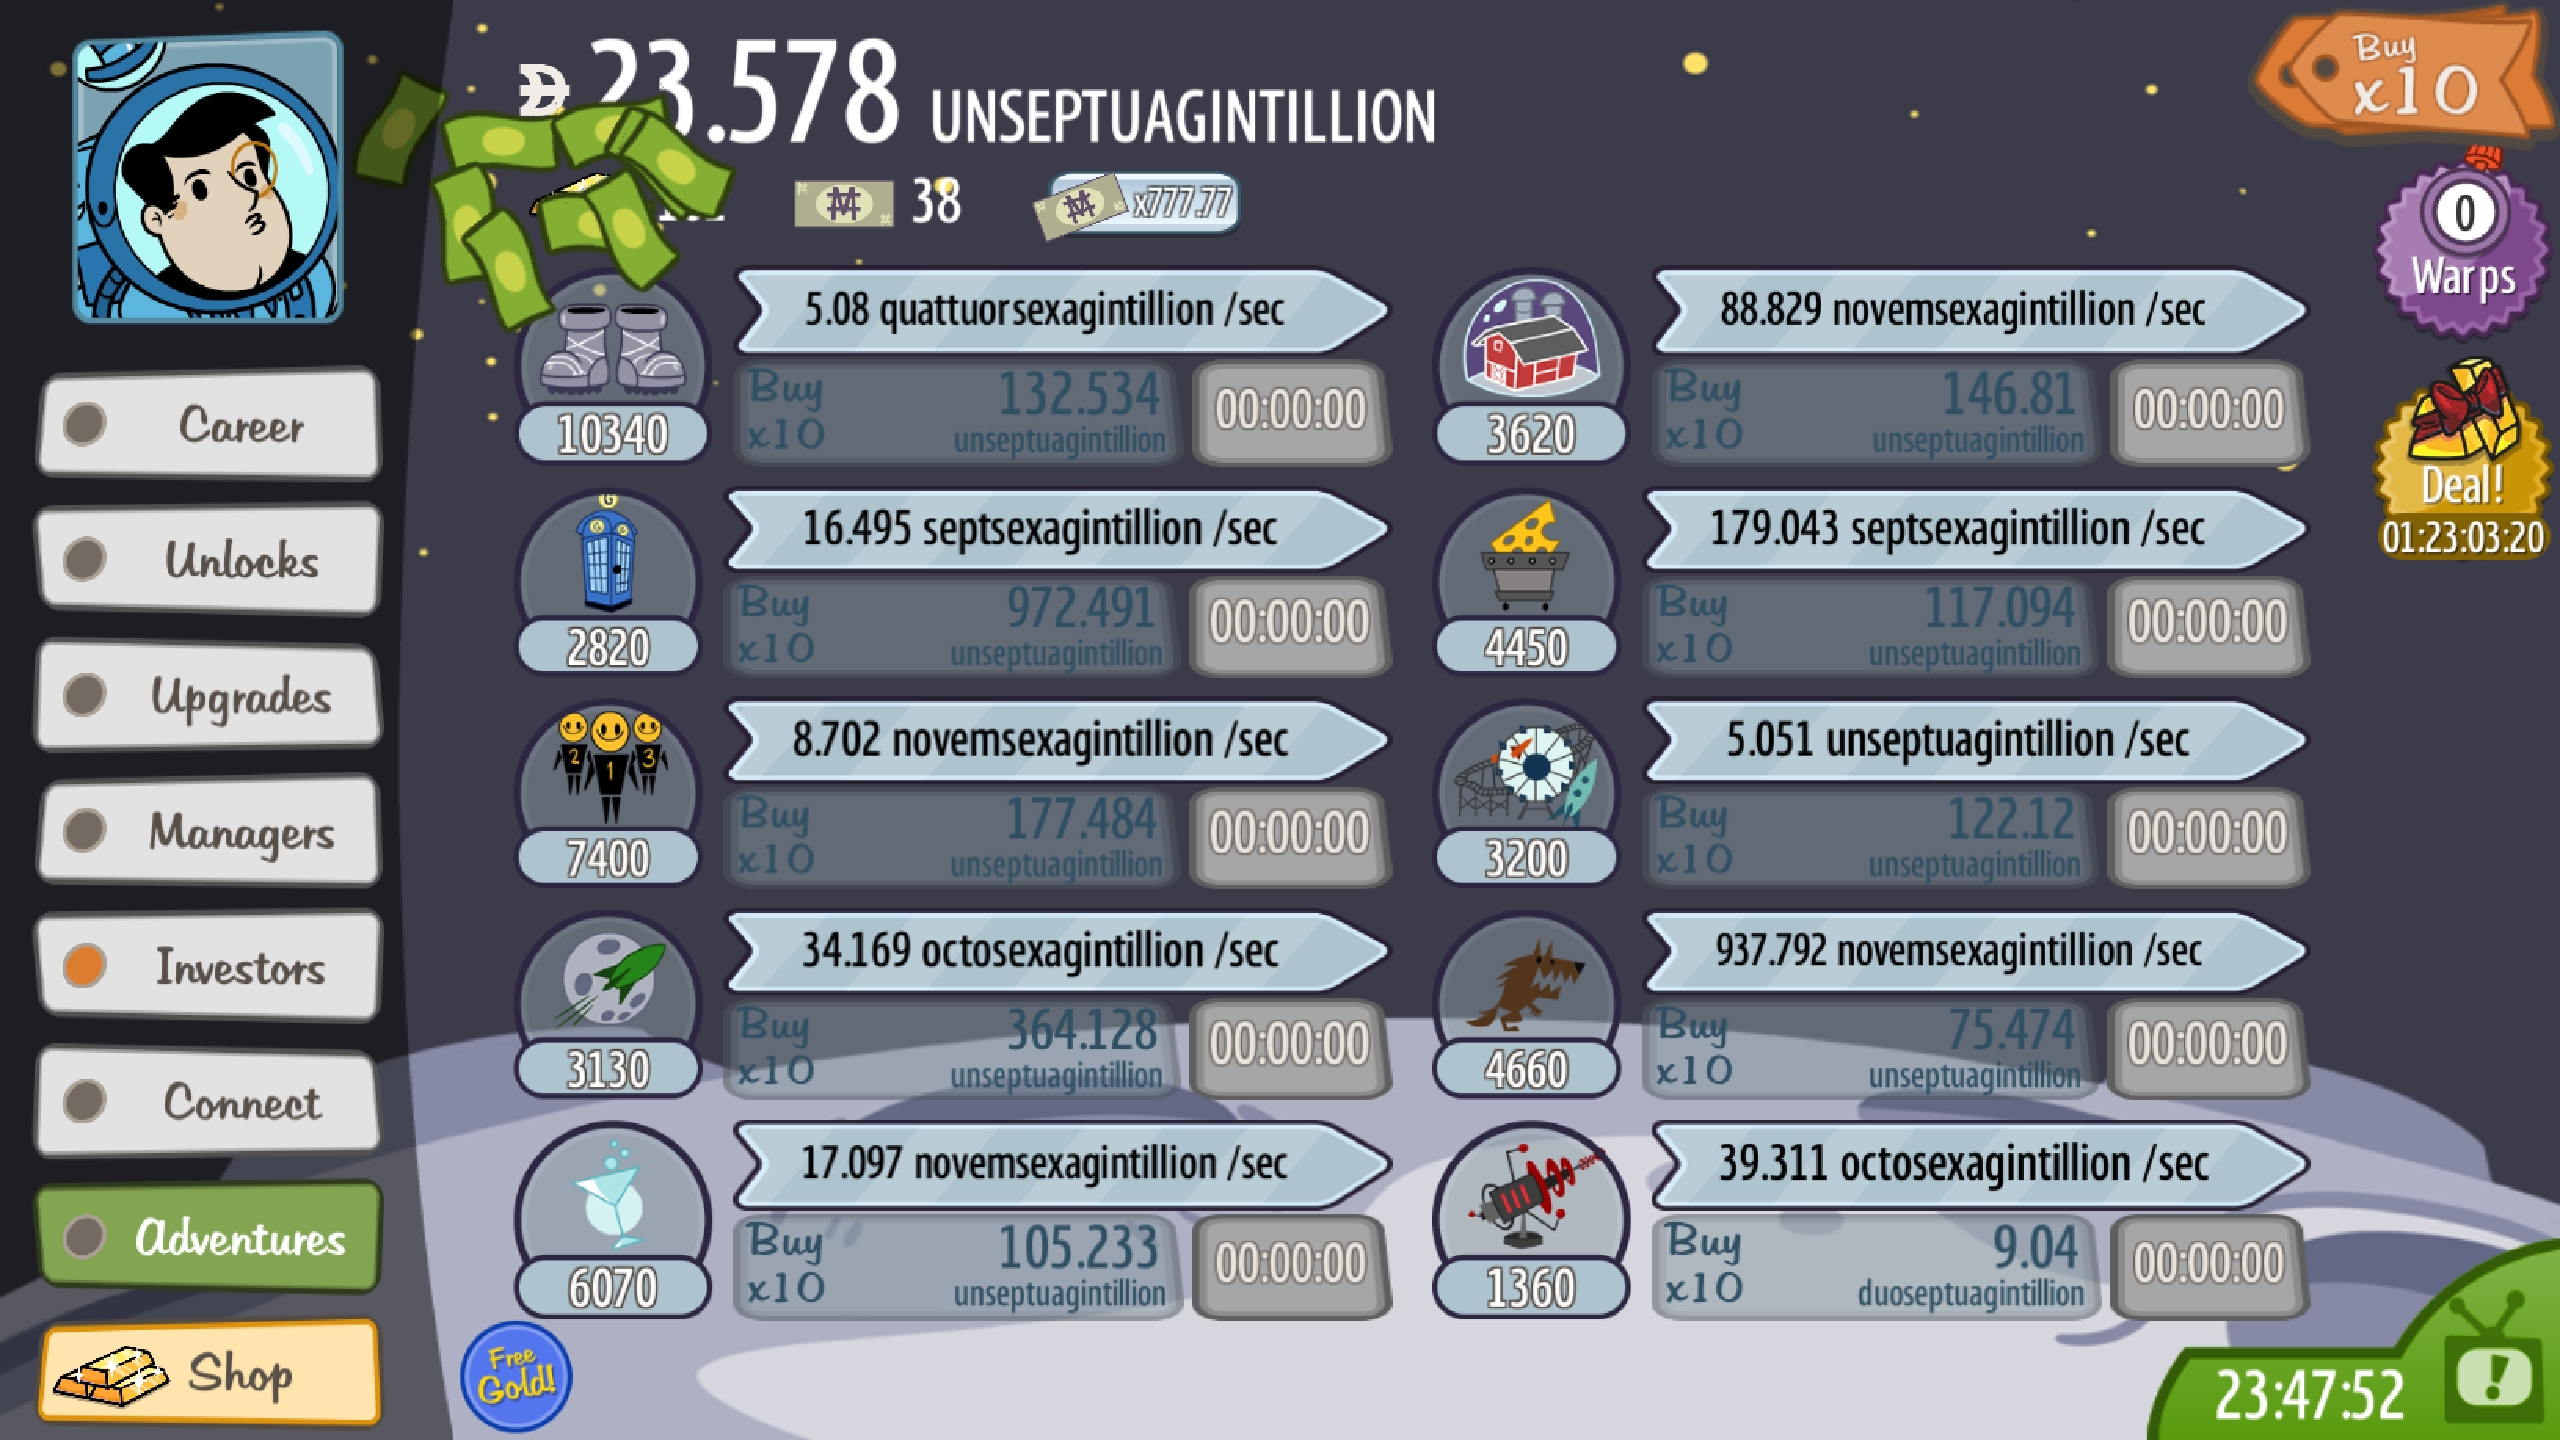 23.578 UNSEPTUAGINTILLION
38
x777.77
Buy
x10
0
Warps
Deal!
01:23:03:20
Career
Unlocks
Upgrades
Managers
Investors
Connect
Adventures
Shop
5.08 quattuorsexagintillion /sec
Buy 132.534
x10 unseptuagintillion
00:00:00
10340
88.829 novemsexagintillion /sec
Buy 146.81
x10 unseptuagintillion
00:00:00
3620
16.495 septsexagintillion /sec
Buy 972.491
x10 unseptuagintillion
00:00:00
2820
179.043 septsexagintillion /sec
Buy 117.094
x10 unseptuagintillion
00:00:00
4450
8.702 novemsexagintillion /sec
2 1 3
Buy 177.484
x10 unseptuagintillion
00:00:00
7400
5.051 unseptuagintillion /sec
Buy 122.12
x10 unseptuagintillion
00:00:00
3200
34.169 octosexagintillion /sec
Buy 364.128
x10 unseptuagintillion
00:00:00
3130
937.792 novemsexagintillion /sec
Buy 75.474
x10 unseptuagintillion
00:00:00
4660
17.097 novemsexagintillion /sec
Buy 105.233
x10 unseptuagintillion
00:00:00
6070
39.311 octosexagintillion /sec
Buy 9.04
x10 duoseptuagintillion
00:00:00
1360
Free
Gold!
23:47:52
!